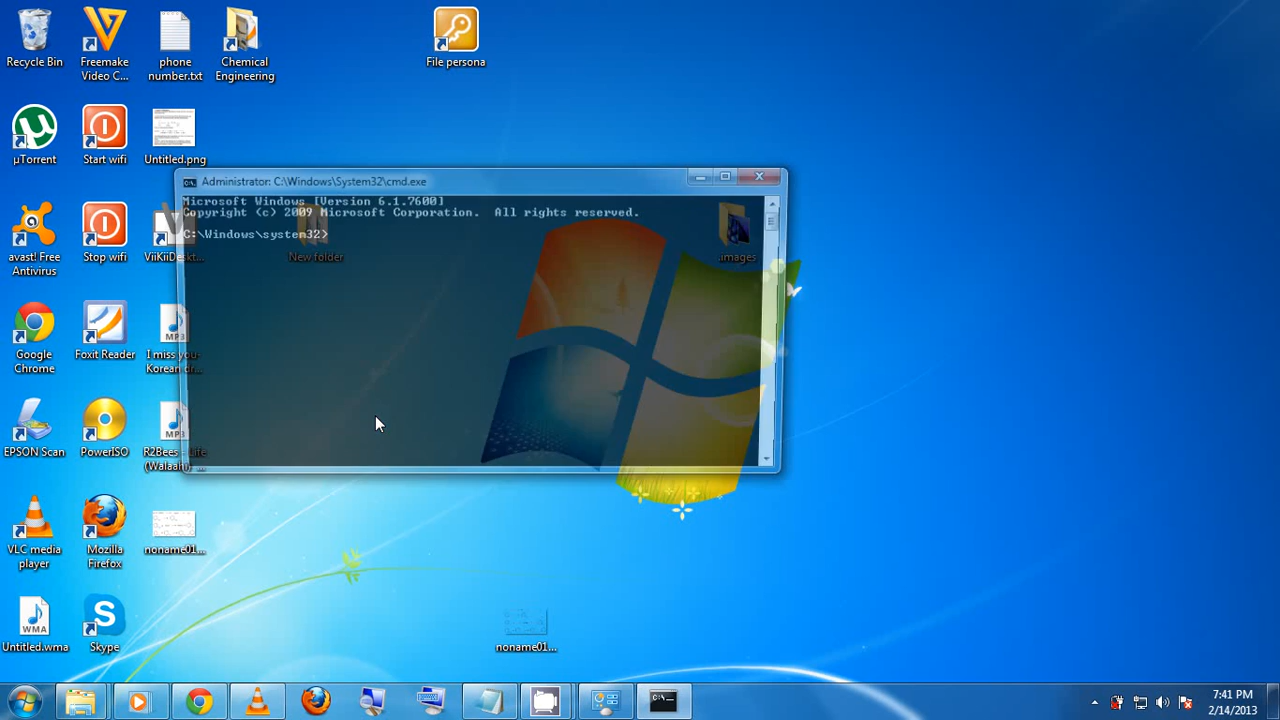 Recycle Bin
Freemake
Video C...
phone
number.txt
Chemical
Engineering
File persona
µTorrent
Start wifi
Untitled.png
Administrator: C:\Windows\System32\cmd.exe
Microsoft Windows [Version 6.1.7600]
Copyright (c) 2009 Microsoft Corporation.  All rights reserved.
C:\Windows\system32>
avast! Free
Antivirus
Stop wifi
ViiKiiDeskt...
New folder
.images
Google
Chrome
Foxit Reader
MP3
I miss you-
Korean dr...
EPSON Scan
PowerISO
MP3
R2Bees - Life
(Walaahi- ...
VLC media
player
Mozilla
Firefox
noname01...
WMA
Untitled.wma
Skype
noname01...
7:41 PM
2/14/2013